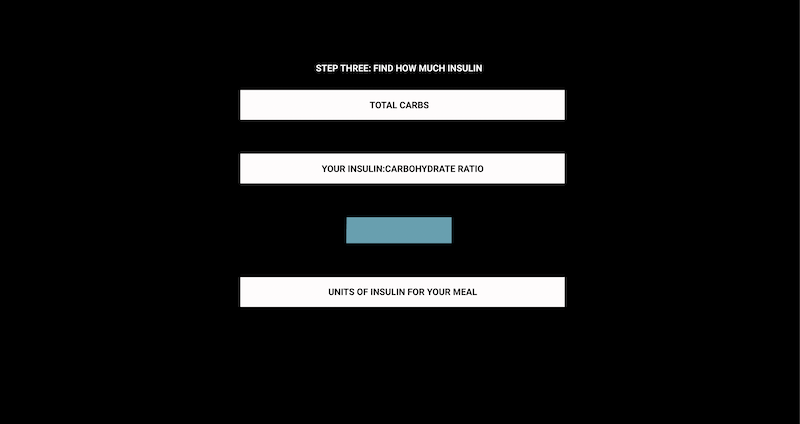 STEP THREE: FIND HOW MUCH INSULIN
TOTAL CARBS
YOUR INSULIN:CARBOHYDRATE RATIO
UNITS OF INSULIN FOR YOUR MEAL